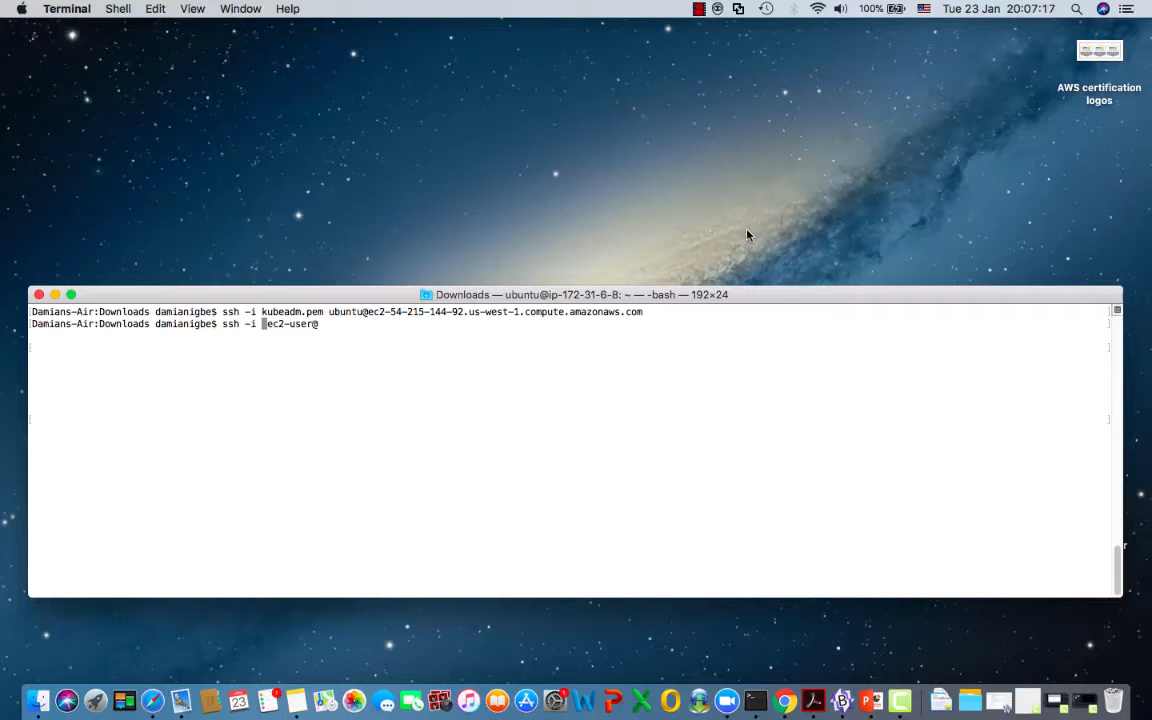 Terminal Shell Edit View Window Help 100% Tue 23 Jan 20:07:17
AWS certification
logos
Downloads — ubuntu@ip-172-31-6-8: ~ — -bash — 192×24
Damians-Air:Downloads damianigbe$ ssh -i kubeadm.pem ubuntu@ec2-54-215-144-92.us-west-1.compute.amazonaws.com
Damians-Air:Downloads damianigbe$ ssh -i ec2-user@
r
23